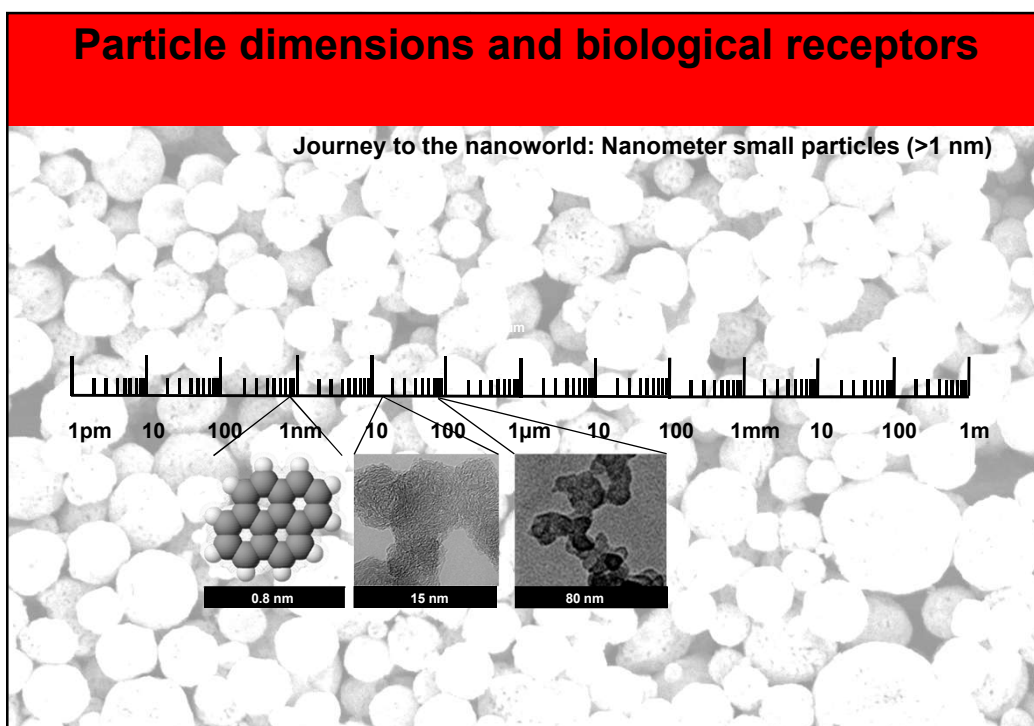 Particle dimensions and biological receptors
Journey to the nanoworld: Nanometer small particles (>1 nm)
1pm 10 100 1nm 10 100 1µm 10 100 1mm 10 100 1m
0.8 nm 15 nm 80 nm